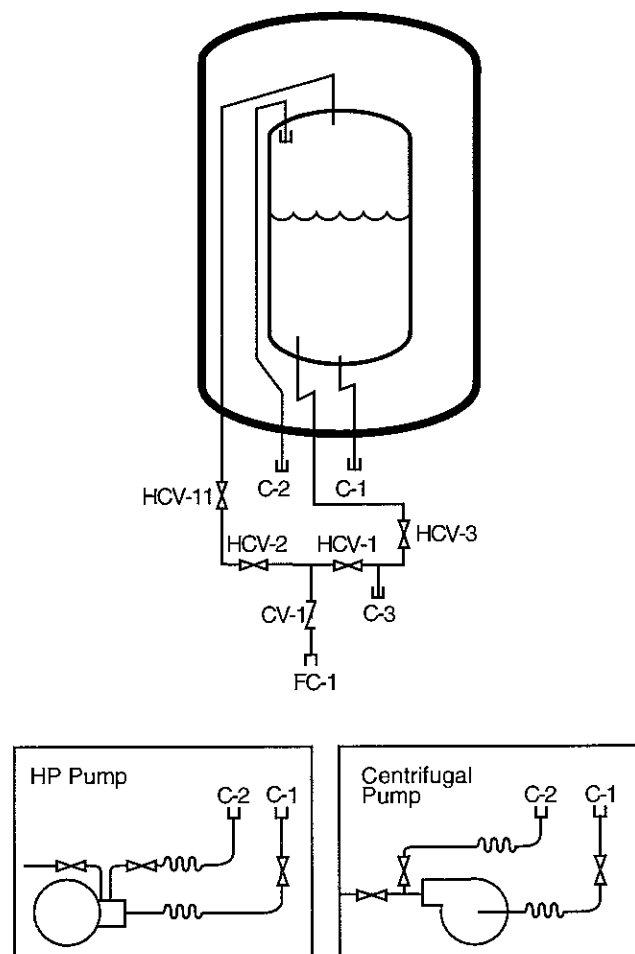 C-2
C-1
HCV-11
HCV-2
HCV-1
HCV-3
CV-1
C-3
FC-1
HP Pump
C-2
C-1
Centrifugal
Pump
C-2
C-1